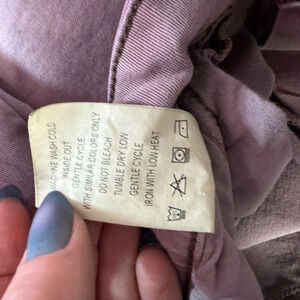 MACHINE WASH COLD
INSIDE OUT
GENTLE CYCLE
WITH SIMILAR COLORS ONLY
DO NOT BLEACH
TUMBLE DRY LOW
GENTLE CYCLE
IRON WITH LOW HEAT